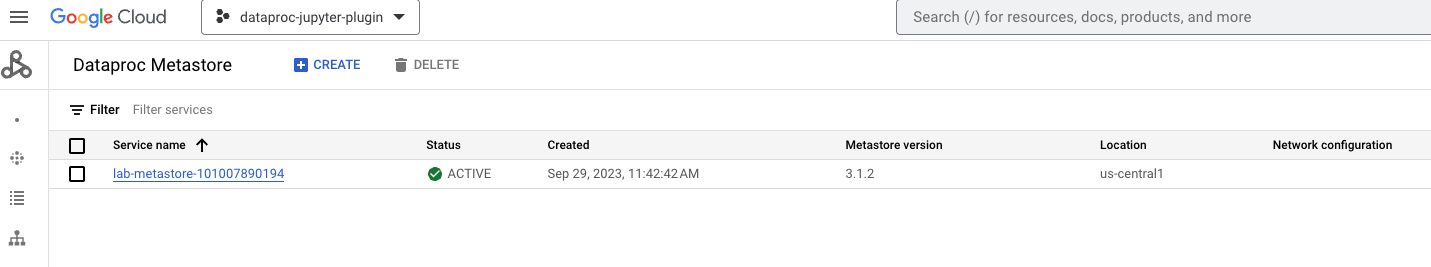 Google Cloud dataproc-jupyter-plugin Search (/) for resources, docs, products, and more
Dataproc Metastore CREATE DELETE
Filter Filter services
Service name Status Created Metastore version Location Network configuration
lab-metastore-101007890194 ACTIVE Sep 29, 2023, 11:42:42 AM 3.1.2 us-central1